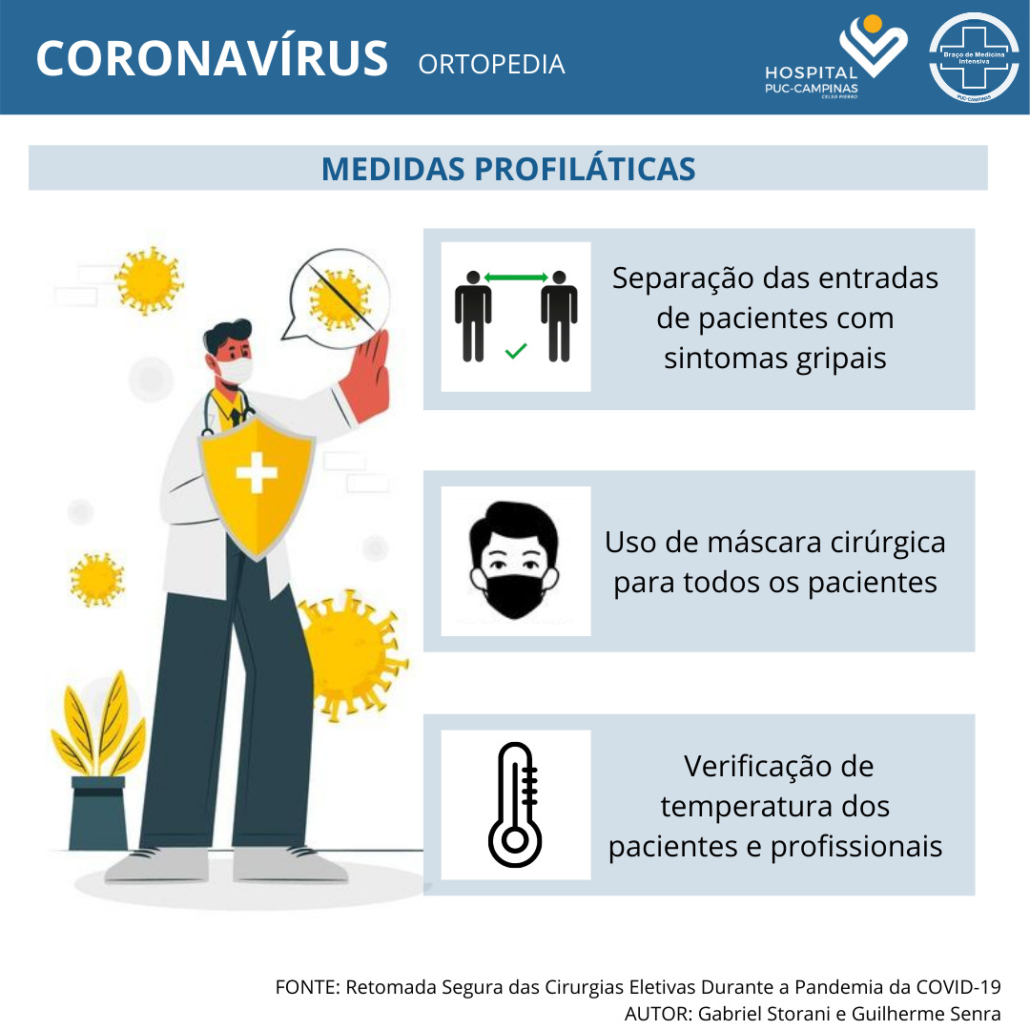 CORONAVÍRUS ORTOPEDIA
HOSPITAL
PUC-CAMPINAS
CELSO PIERRO
Braço de Medicina
Intensiva
PUC-CAMPINAS
MEDIDAS PROFILÁTICAS
Separação das entradas
de pacientes com
sintomas gripais
Uso de máscara cirúrgica
para todos os pacientes
Verificação de
temperatura dos
pacientes e profissionais
FONTE: Retomada Segura das Cirurgias Eletivas Durante a Pandemia da COVID-19
AUTOR: Gabriel Storani e Guilherme Senra